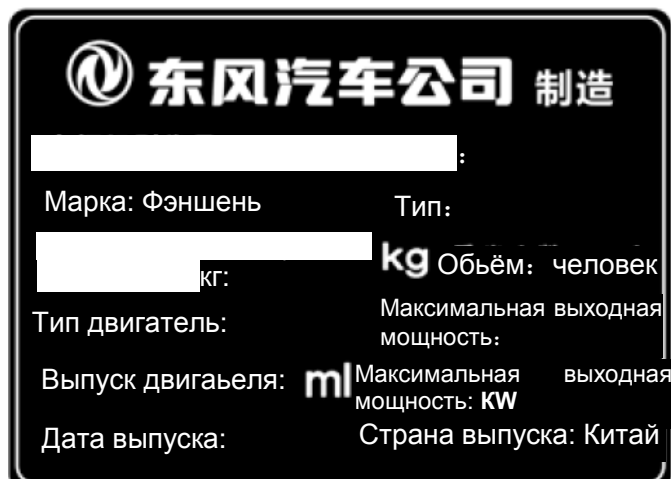 东风汽车公司 制造
:
Марка: Фэншень Тип:
kg Обьём: человек
кг:
Тип двигатель: Максимальная выходная
мощность:
Выпуск двигаьеля: ml Максимальная выходная
мощность: KW
Дата выпуска: Страна выпуска: Китай